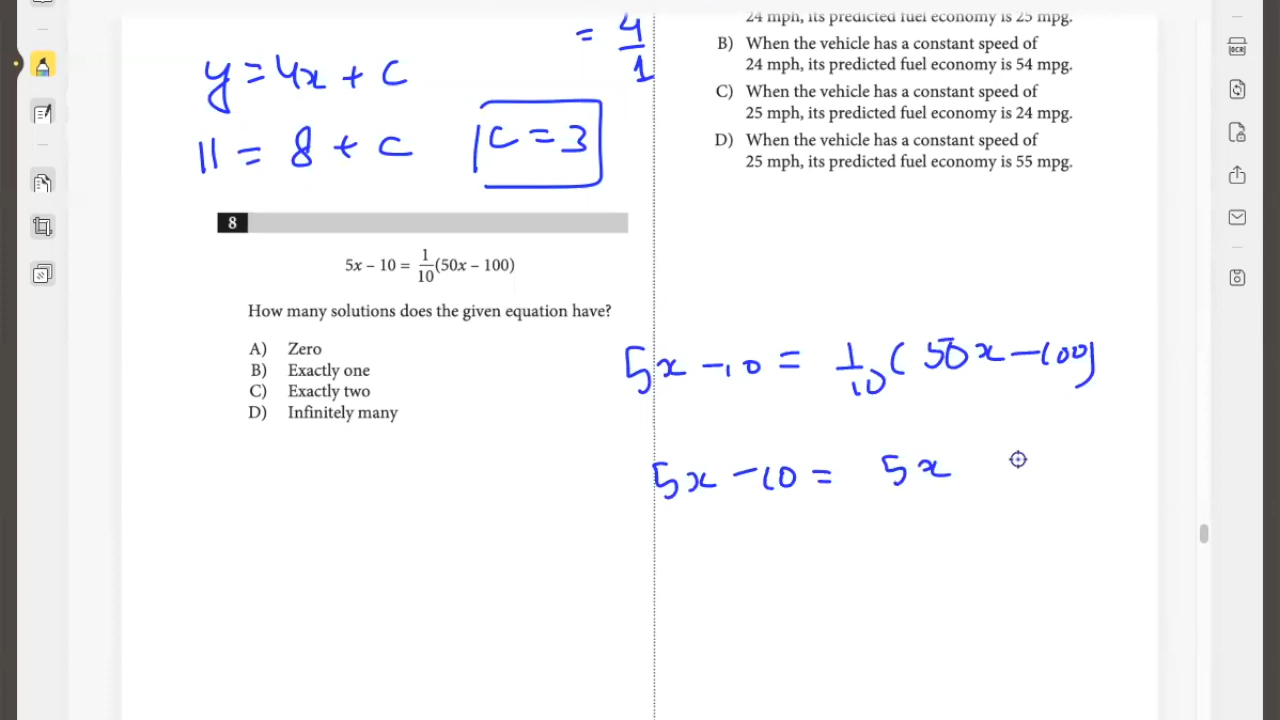 = 4/1
y = 4x + c
11 = 8 + c
c = 3
8
5x – 10 = 1/10(50x – 100)
How many solutions does the given equation have?
A) Zero
B) Exactly one
C) Exactly two
D) Infinitely many
24 mph, its predicted fuel economy is 25 mpg.
B) When the vehicle has a constant speed of
24 mph, its predicted fuel economy is 54 mpg.
C) When the vehicle has a constant speed of
25 mph, its predicted fuel economy is 24 mpg.
D) When the vehicle has a constant speed of
25 mph, its predicted fuel economy is 55 mpg.
5x – 10 = 1/10 ( 50x – 100)
5x – 10 = 5x
OCR